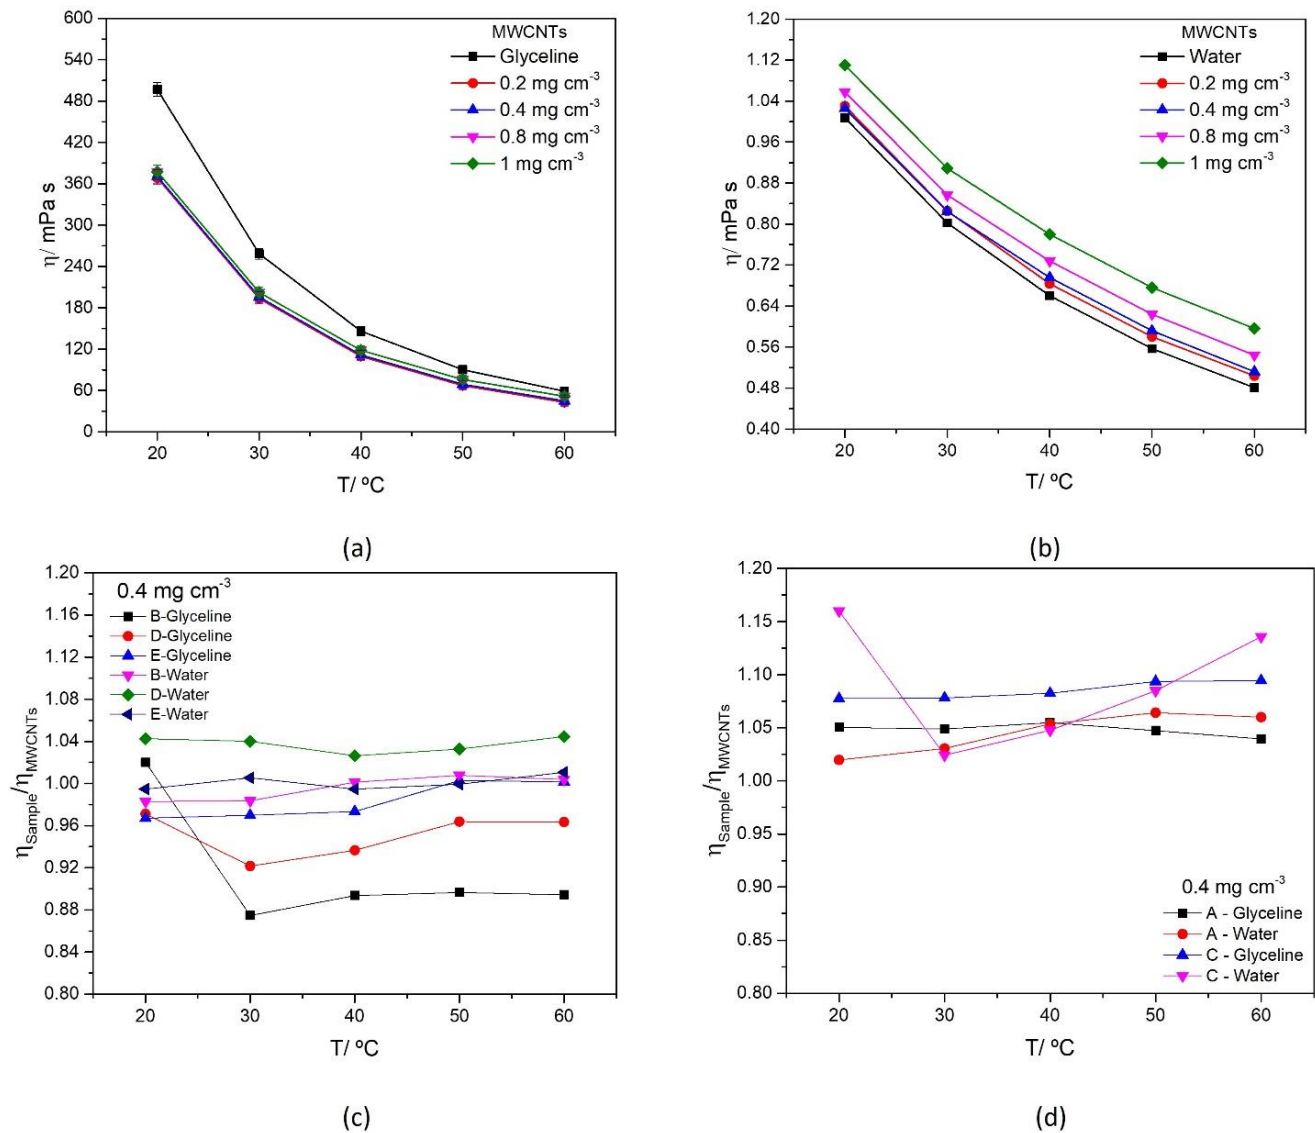 600
540
480
420
360
300
240
180
120
60
0
η/ mPa s
MWCNTs
Glyceline
0.2 mg cm-3
0.4 mg cm-3
0.8 mg cm-3
1 mg cm-3
20 30 40 50 60
T/ ºC
(a)
1.20
1.12
1.04
0.96
0.88
0.80
0.72
0.64
0.56
0.48
0.40
η/ mPa s
MWCNTs
Water
0.2 mg cm-3
0.4 mg cm-3
0.8 mg cm-3
1 mg cm-3
20 30 40 50 60
T/ ºC
(b)
1.20
1.16
1.12
1.08
1.04
1.00
0.96
0.92
0.88
0.84
0.80
ηSample/ηMWCNTs
0.4 mg cm-3
B-Glyceline
D-Glyceline
E-Glyceline
B-Water
D-Water
E-Water
20 30 40 50 60
T/ ºC
(c)
1.20
1.15
1.10
1.05
1.00
0.95
0.90
0.85
0.80
ηSample/ηMWCNTs
0.4 mg cm-3
A - Glyceline
A - Water
C - Glyceline
C - Water
20 30 40 50 60
T/ ºC
(d)